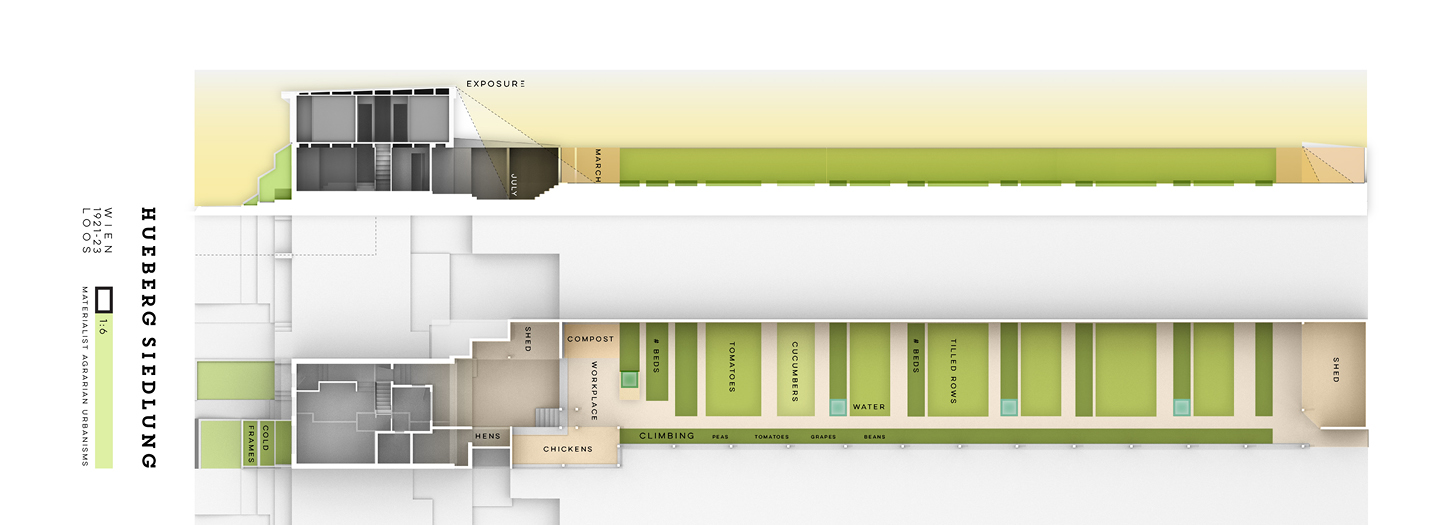 EXPOSURE
JULY
MARCH
HUEBERG SIEDLUNG
WIEN
1921-23
LOOS
1:6
MATERIALIST AGRARIAN URBANISMS
SHED
COMPOST
WORKPLACE
# BEDS
TOMATOES
CUCUMBERS
WATER
# BEDS
TILLED ROWS
SHED
COLD
FRAMES
HENS
CHICKENS
CLIMBING
PEAS
TOMATOES
GRAPES
BEANS